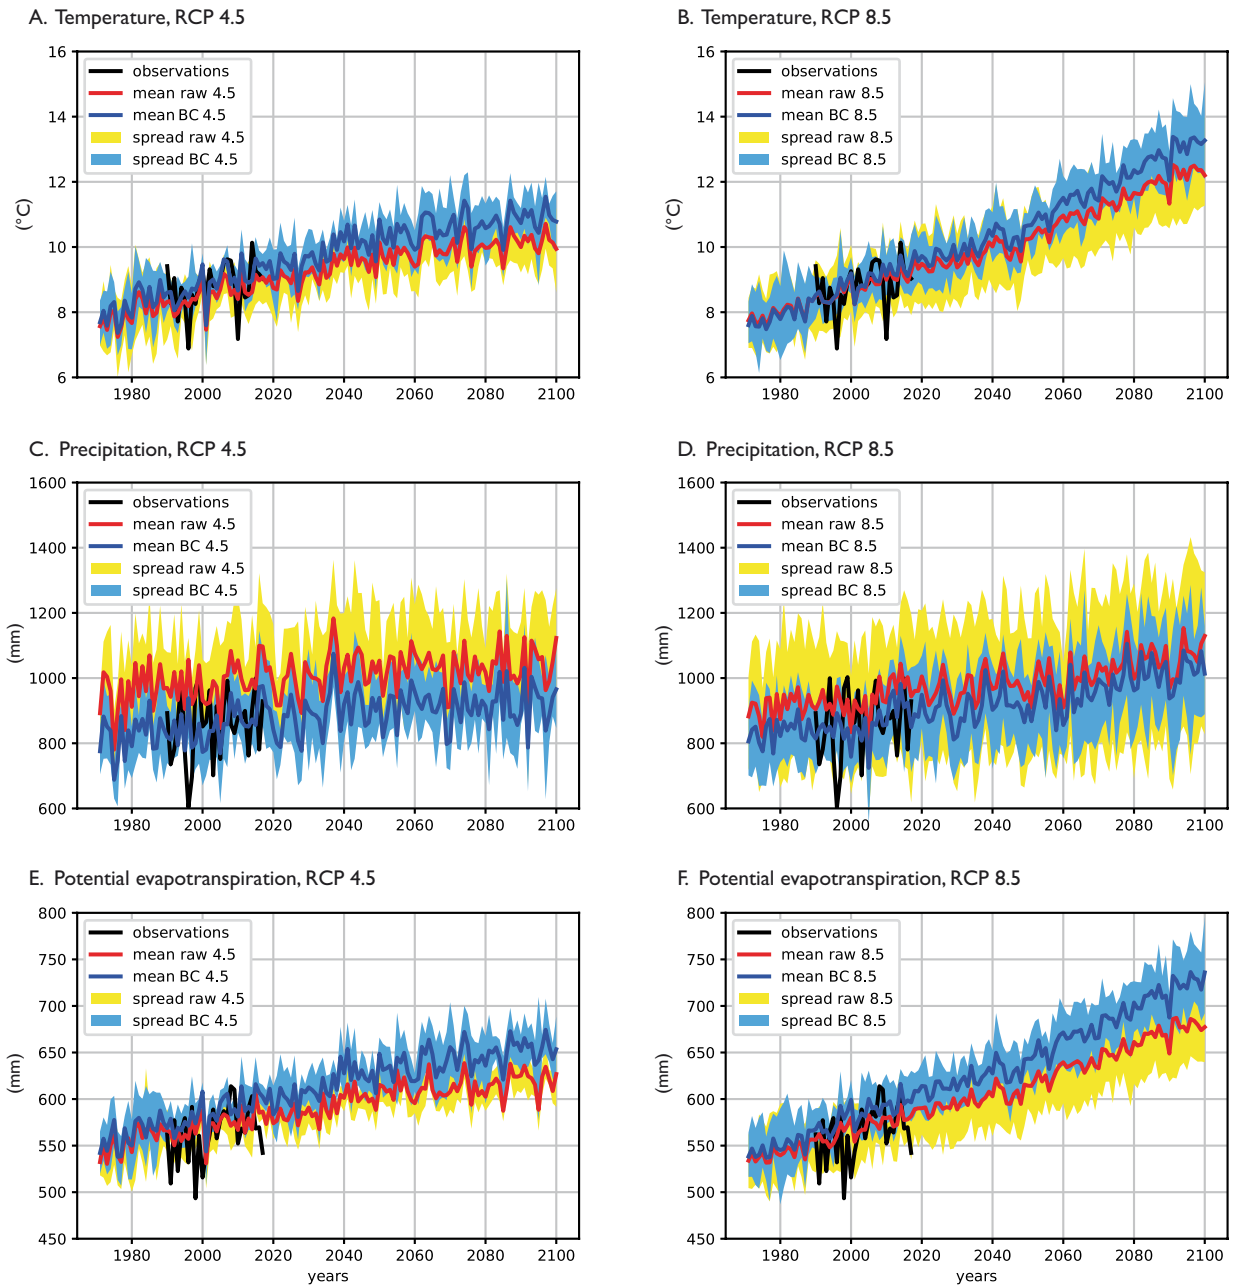 A. Temperature, RCP 4.5
16
14
12
10
8
6
(°C)
observations
mean raw 4.5
mean BC 4.5
spread raw 4.5
spread BC 4.5
1980 2000 2020 2040 2060 2080 2100
B. Temperature, RCP 8.5
16
14
12
10
8
6
(°C)
observations
mean raw 8.5
mean BC 8.5
spread raw 8.5
spread BC 8.5
1980 2000 2020 2040 2060 2080 2100
C. Precipitation, RCP 4.5
1600
1400
1200
1000
800
600
(mm)
observations
mean raw 4.5
mean BC 4.5
spread raw 4.5
spread BC 4.5
1980 2000 2020 2040 2060 2080 2100
D. Precipitation, RCP 8.5
1600
1400
1200
1000
800
600
(mm)
observations
mean raw 8.5
mean BC 8.5
spread raw 8.5
spread BC 8.5
1980 2000 2020 2040 2060 2080 2100
E. Potential evapotranspiration, RCP 4.5
800
750
700
650
600
550
500
450
(mm)
observations
mean raw 4.5
mean BC 4.5
spread raw 4.5
spread BC 4.5
1980 2000 2020 2040 2060 2080 2100
years
F. Potential evapotranspiration, RCP 8.5
800
750
700
650
600
550
500
450
(mm)
observations
mean raw 8.5
mean BC 8.5
spread raw 8.5
spread BC 8.5
1980 2000 2020 2040 2060 2080 2100
years